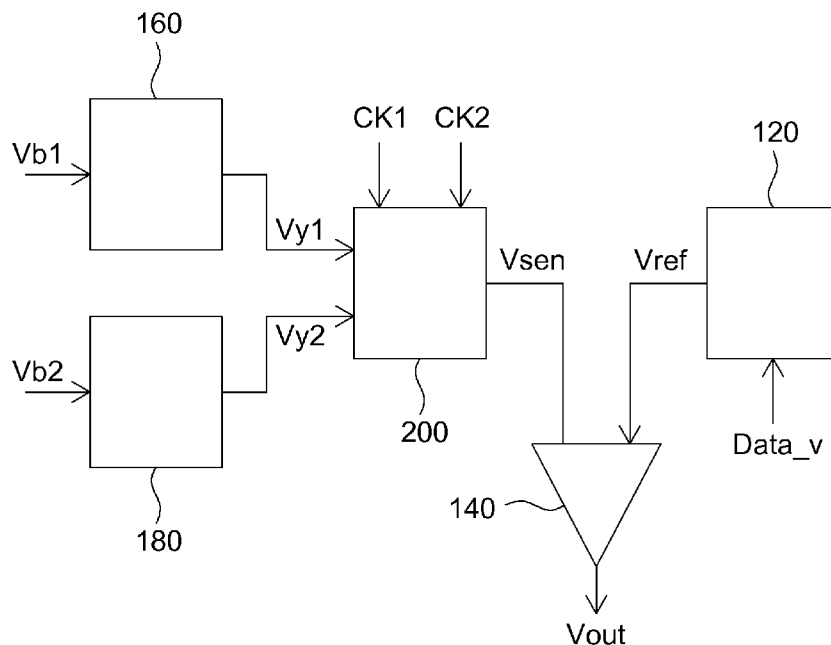 160
CK1 CK2
120
Vb1
Vy1
Vsen
Vref
Vy2
Vb2
200
Data_v
180
140
Vout